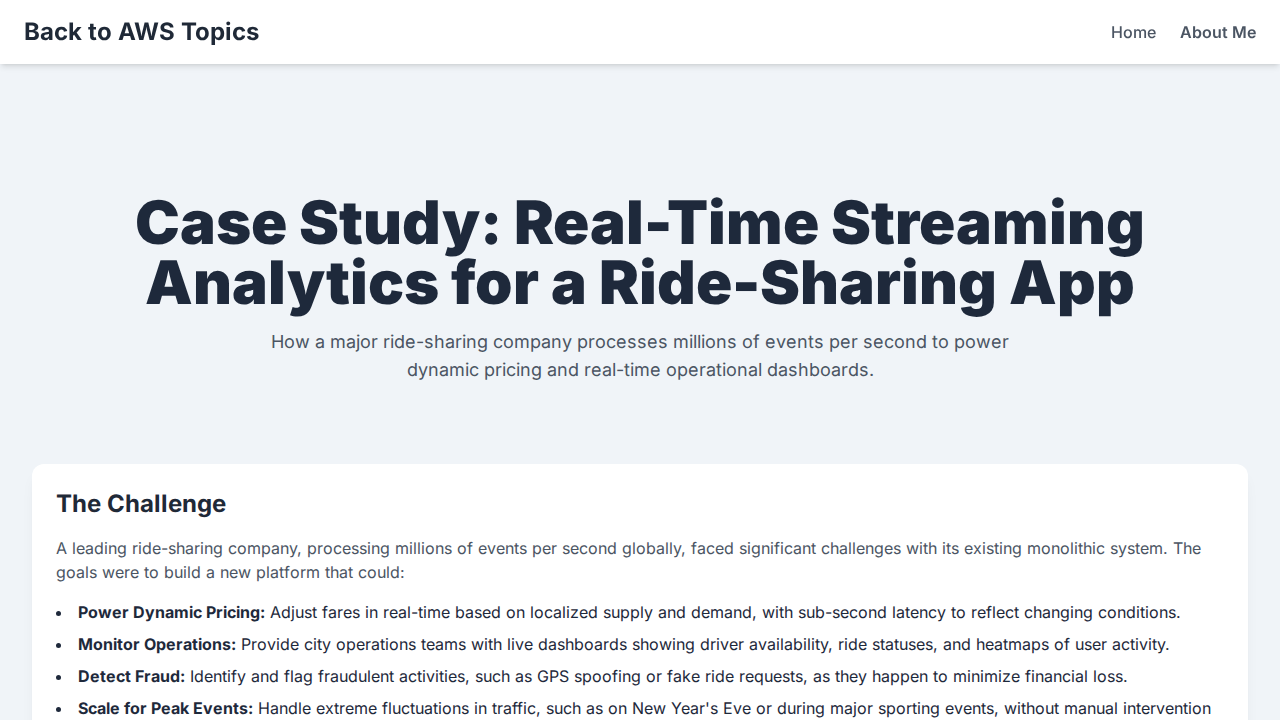 Back to AWS Topics
Home
About Me
Case Study: Real-Time Streaming
Analytics for a Ride-Sharing App
How a major ride-sharing company processes millions of events per second to power
dynamic pricing and real-time operational dashboards.
The Challenge
A leading ride-sharing company, processing millions of events per second globally, faced significant challenges with its existing monolithic system. The
goals were to build a new platform that could:
• Power Dynamic Pricing: Adjust fares in real-time based on localized supply and demand, with sub-second latency to reflect changing conditions.
• Monitor Operations: Provide city operations teams with live dashboards showing driver availability, ride statuses, and heatmaps of user activity.
• Detect Fraud: Identify and flag fraudulent activities, such as GPS spoofing or fake ride requests, as they happen to minimize financial loss.
• Scale for Peak Events: Handle extreme fluctuations in traffic, such as on New Year's Eve or during major sporting events, without manual intervention